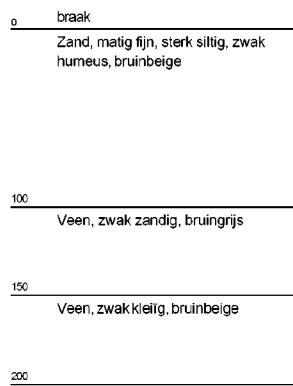 braak
0
Zand, matig fijn, sterk siltig, zwak
humeus, bruinbeige
100
Veen, zwak zandig, bruingrijs
150
Veen, zwak kleiïg, bruinbeige
200